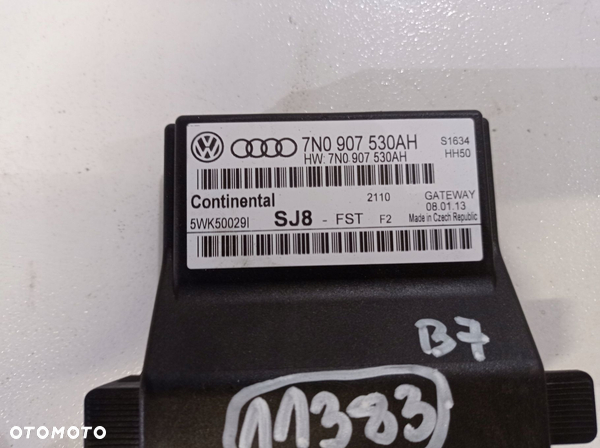 7N0 907 530AH
S1634
HW: 7N0 907 530AH
HH50
Continental
2110
GATEWAY
08.01.13
5WK50029I
SJ8 - FST F2
Made in Czech Republic
B7
11383
OTOMOTO
OTOMOTO